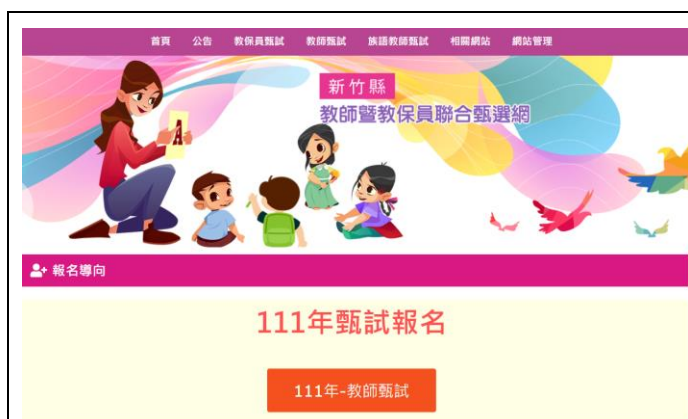 首頁 公告 教保員甄試 教師甄試 族語教師甄試 相關網站 網站管理
新竹縣
教師暨教保員聯合甄選網
A
報名導向
111年甄試報名
111年-教師甄試